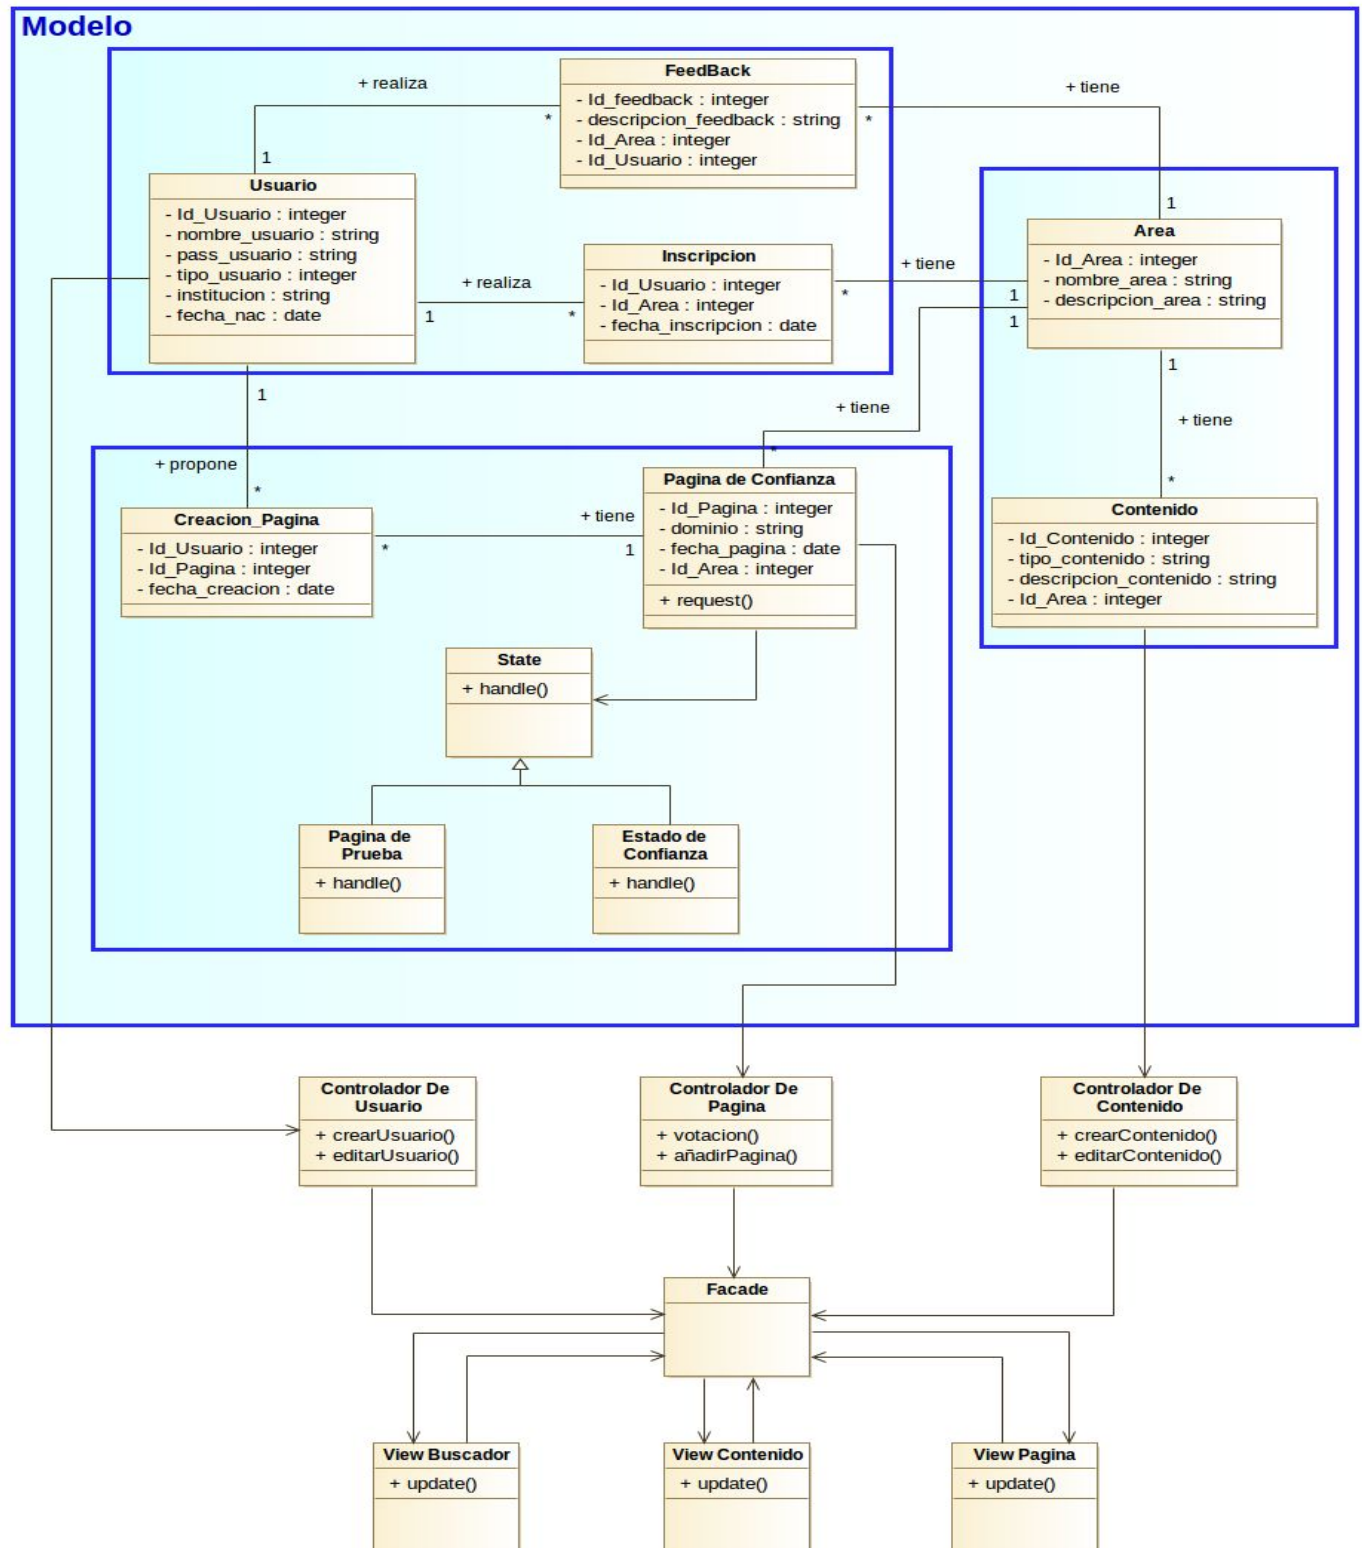 Modelo
+ realiza
*
1
FeedBack
- Id_feedback : integer
- descripcion_feedback : string
- Id_Area : integer
- Id_Usuario : integer
+ tiene
*
1
Usuario
- Id_Usuario : integer
- nombre_usuario : string
- pass_usuario : string
- tipo_usuario : integer
- institucion : string
- fecha_nac : date
+ realiza
1
*
Inscripcion
- Id_Usuario : integer
- Id_Area : integer
- fecha_inscripcion : date
+ tiene
*
1
1
Area
- Id_Area : integer
- nombre_area : string
- descripcion_area : string
1
+ tiene
*
1
+ propone
*
+ tiene
*
Creacion_Pagina
- Id_Usuario : integer
- Id_Pagina : integer
- fecha_creacion : date
+ tiene
*
1
Pagina de Confianza
- Id_Pagina : integer
- dominio : string
- fecha_pagina : date
- Id_Area : integer
+ request()
Contenido
- Id_Contenido : integer
- tipo_contenido : string
- descripcion_contenido : string
- Id_Area : integer
State
+ handle()
Pagina de
Prueba
+ handle()
Estado de
Confianza
+ handle()
Controlador De
Usuario
+ crearUsuario()
+ editarUsuario()
Controlador De
Pagina
+ votacion()
+ añadirPagina()
Controlador De
Contenido
+ crearContenido()
+ editarContenido()
Facade
View Buscador
+ update()
View Contenido
+ update()
View Pagina
+ update()